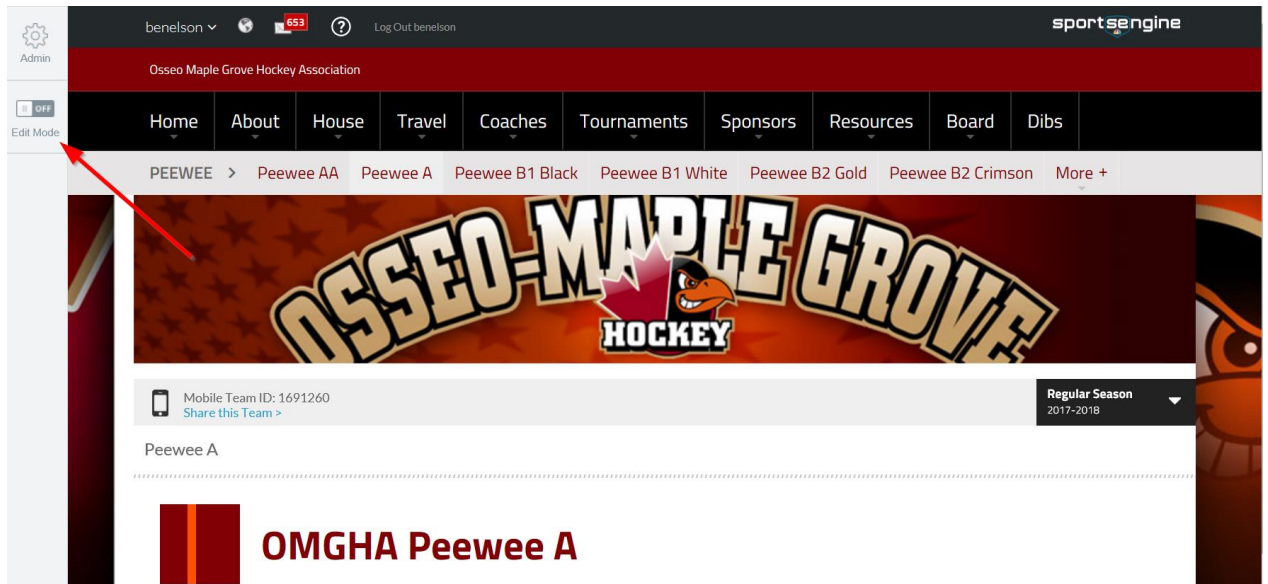 benelson 653 ? Log Out benelson sportsengine
Admin
Osseo Maple Grove Hockey Association
OFF
Edit Mode
Home About House Travel Coaches Tournaments Sponsors Resources Board Dibs
PEEWEE > Peewee AA Peewee A Peewee B1 Black Peewee B1 White Peewee B2 Gold Peewee B2 Crimson More +
OSSEO-MAPLE GROVE
HOCKEY
Mobile Team ID: 1691260
Share this Team >
Regular Season
2017-2018
Peewee A
OMGHA Peewee A